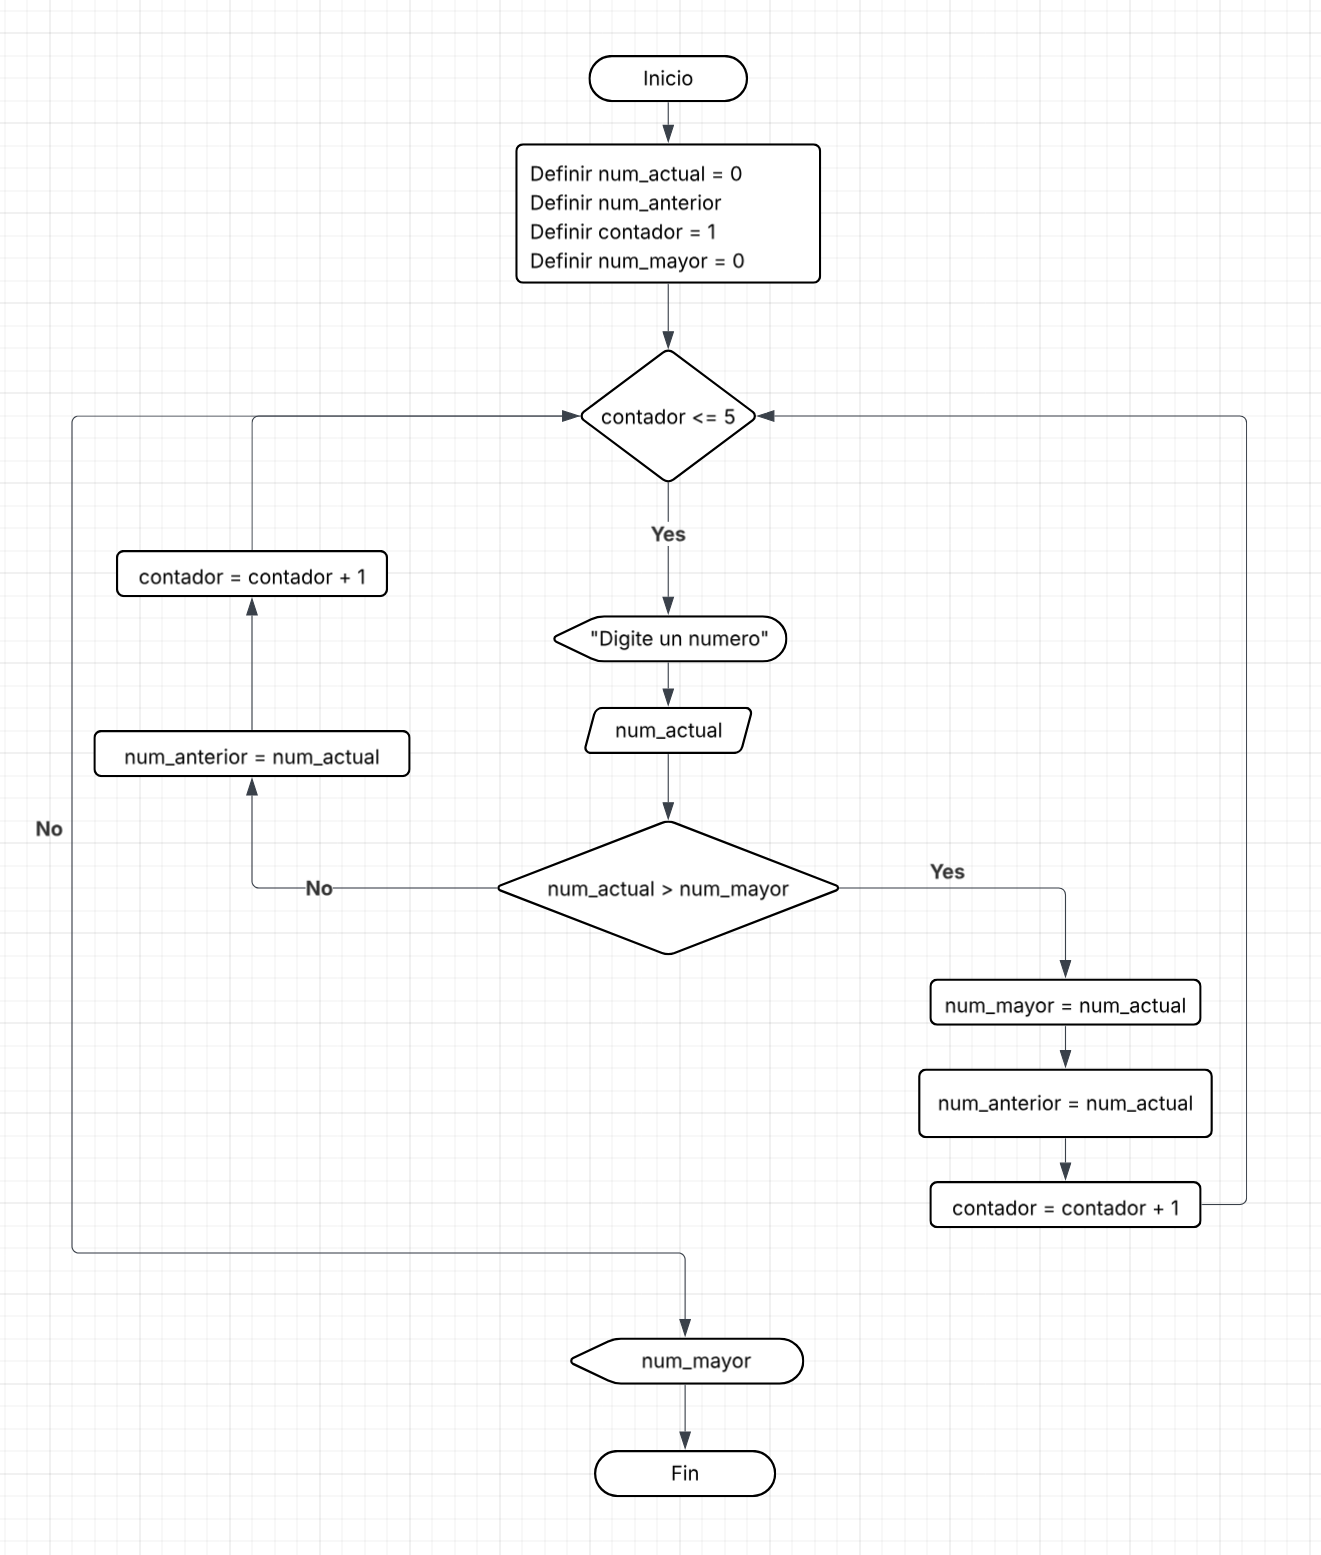 Inicio
Definir num_actual = 0
Definir num_anterior
Definir contador = 1
Definir num_mayor = 0
contador <= 5
Yes
contador = contador + 1
"Digite un numero"
num_actual
num_anterior = num_actual
No
num_actual > num_mayor
No
Yes
num_mayor = num_actual
num_anterior = num_actual
contador = contador + 1
num_mayor
Fin